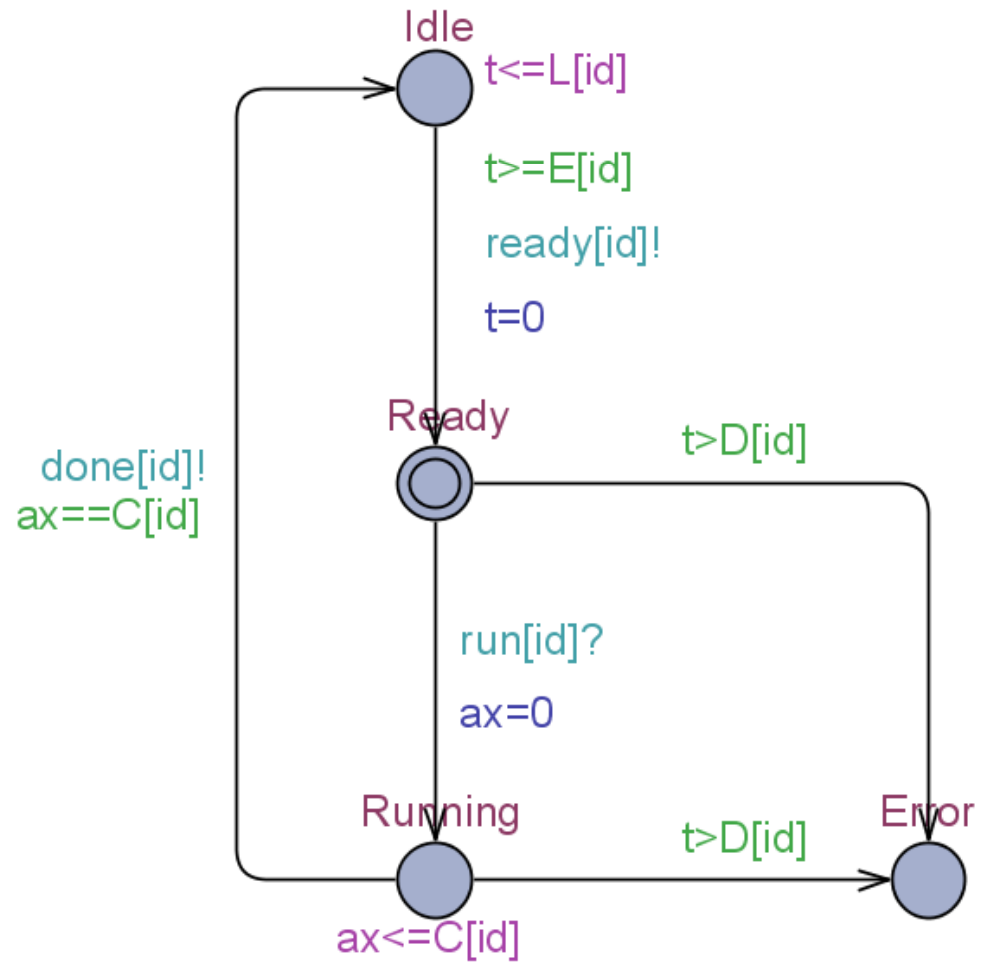 Idle
t<=L[id]
t>=E[id]
ready[id]!
t=0
Ready
t>D[id]
done[id]!
ax==C[id]
run[id]?
ax=0
Running
Error
t>D[id]
ax<=C[id]